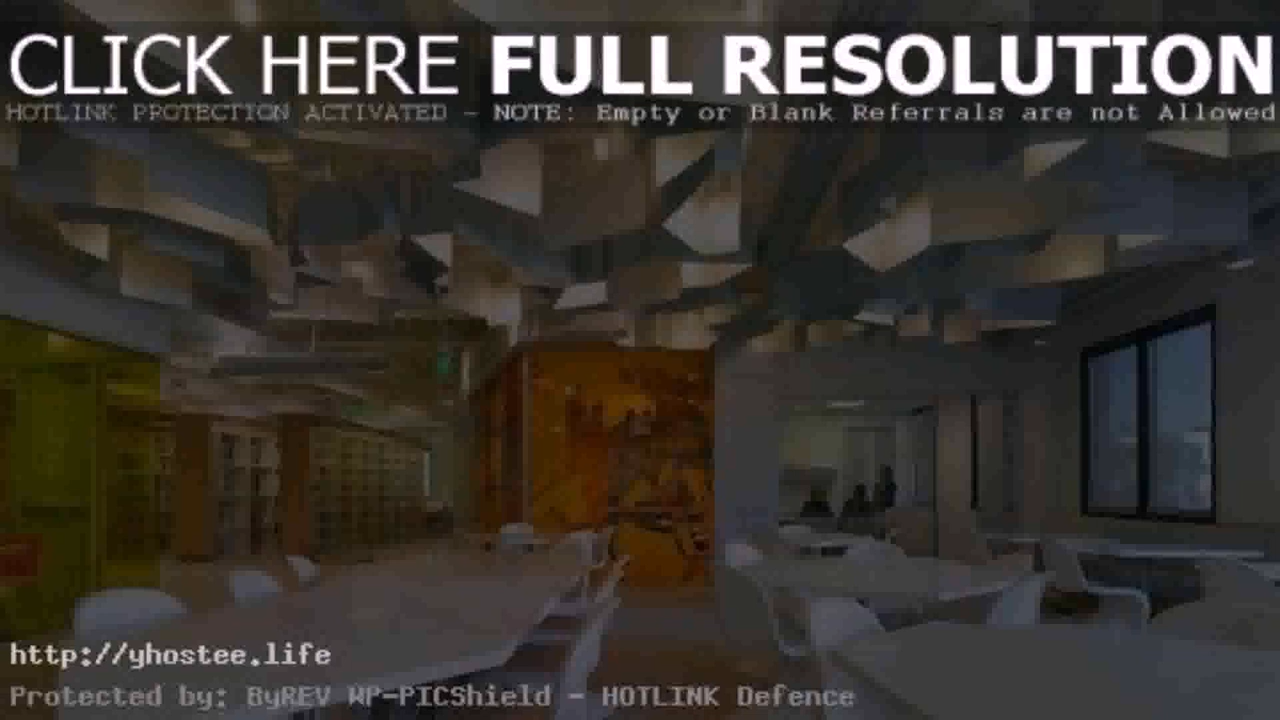 CLICK HERE FULL RESOLUTION
HOTLINK PROTECTION ACTIVATED - NOTE: Empty or Blank Referrals are not Allowed
http://yhostee.life
Protected by: ByREV WP-PICShield - HOTLINK Defence